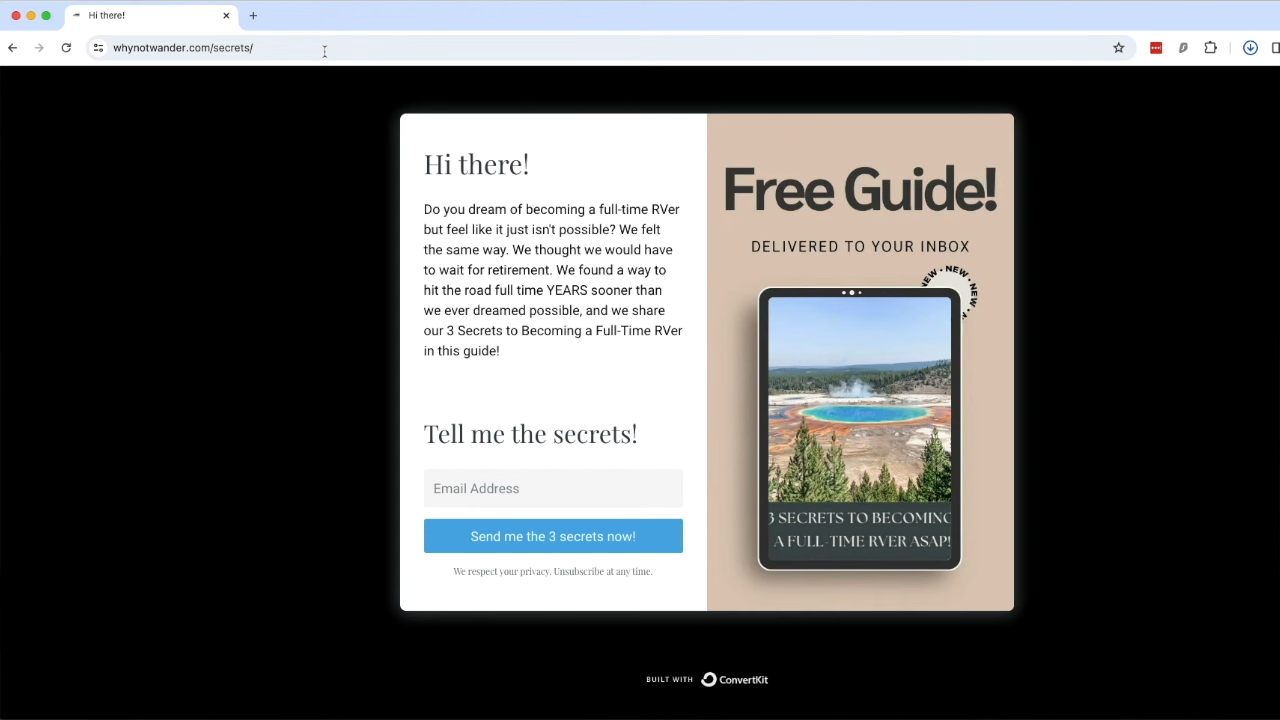 Hi there!
whynotwander.com/secrets/
Hi there!
Do you dream of becoming a full-time RVer
but feel like it just isn't possible? We felt
the same way. We thought we would have
to wait for retirement. We found a way to
hit the road full time YEARS sooner than
we ever dreamed possible, and we share
our 3 Secrets to Becoming a Full-Time RVer
in this guide!
Tell me the secrets!
Email Address
Send me the 3 secrets now!
We respect your privacy. Unsubscribe at any time.
Free Guide!
DELIVERED TO YOUR INBOX
NEW • NEW • NEW
3 SECRETS TO BECOMING
A FULL-TIME RVER ASAP!
BUILT WITH ConvertKit